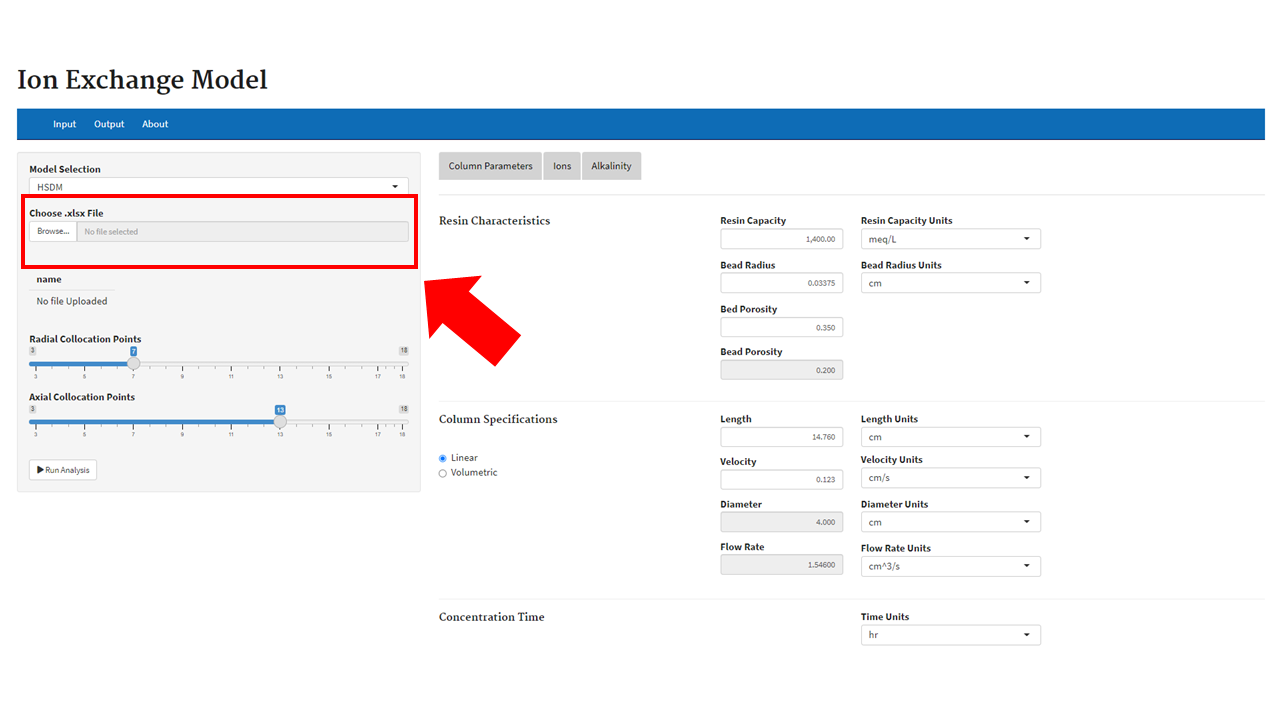 Ion Exchange Model
Input Output About
Model Selection
HSDM
Choose .xlsx File
Browse... No file selected
name
No file Uploaded
Radial Collocation Points
3 7 18
3 5 7 9 11 13 15 17 18
Axial Collocation Points
3 13 18
3 5 7 9 11 13 15 17 18
Run Analysis
Column Parameters Ions Alkalinity
Resin Characteristics
Resin Capacity Resin Capacity Units
1,400.00 meq/L
Bead Radius Bead Radius Units
0.03375 cm
Bed Porosity
0.350
Bead Porosity
0.200
Column Specifications
Linear
Volumetric
Length Length Units
14.760 cm
Velocity Velocity Units
0.123 cm/s
Diameter Diameter Units
4.000 cm
Flow Rate Flow Rate Units
1.54600 cm^3/s
Concentration Time
Time Units
hr